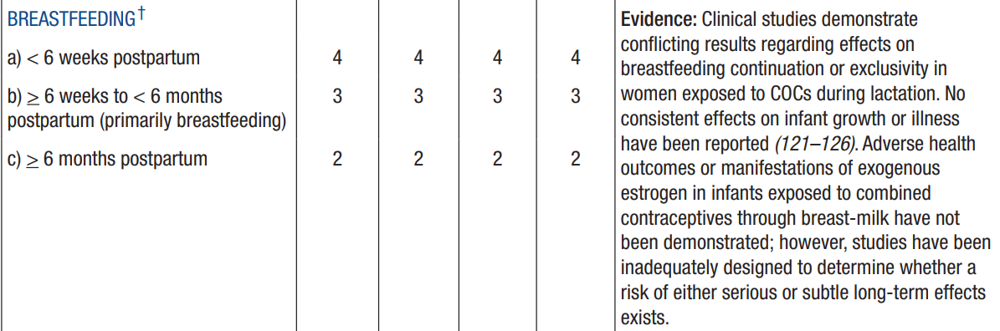 BREASTFEEDING†
a) < 6 weeks postpartum 4 4 4 4
b) ≥ 6 weeks to < 6 months 3 3 3 3
postpartum (primarily breastfeeding)
c) ≥ 6 months postpartum 2 2 2 2
Evidence: Clinical studies demonstrate
conflicting results regarding effects on
breastfeeding continuation or exclusivity in
women exposed to COCs during lactation. No
consistent effects on infant growth or illness
have been reported (121–126). Adverse health
outcomes or manifestations of exogenous
estrogen in infants exposed to combined
contraceptives through breast-milk have not
been demonstrated; however, studies have been
inadequately designed to determine whether a
risk of either serious or subtle long-term effects
exists.